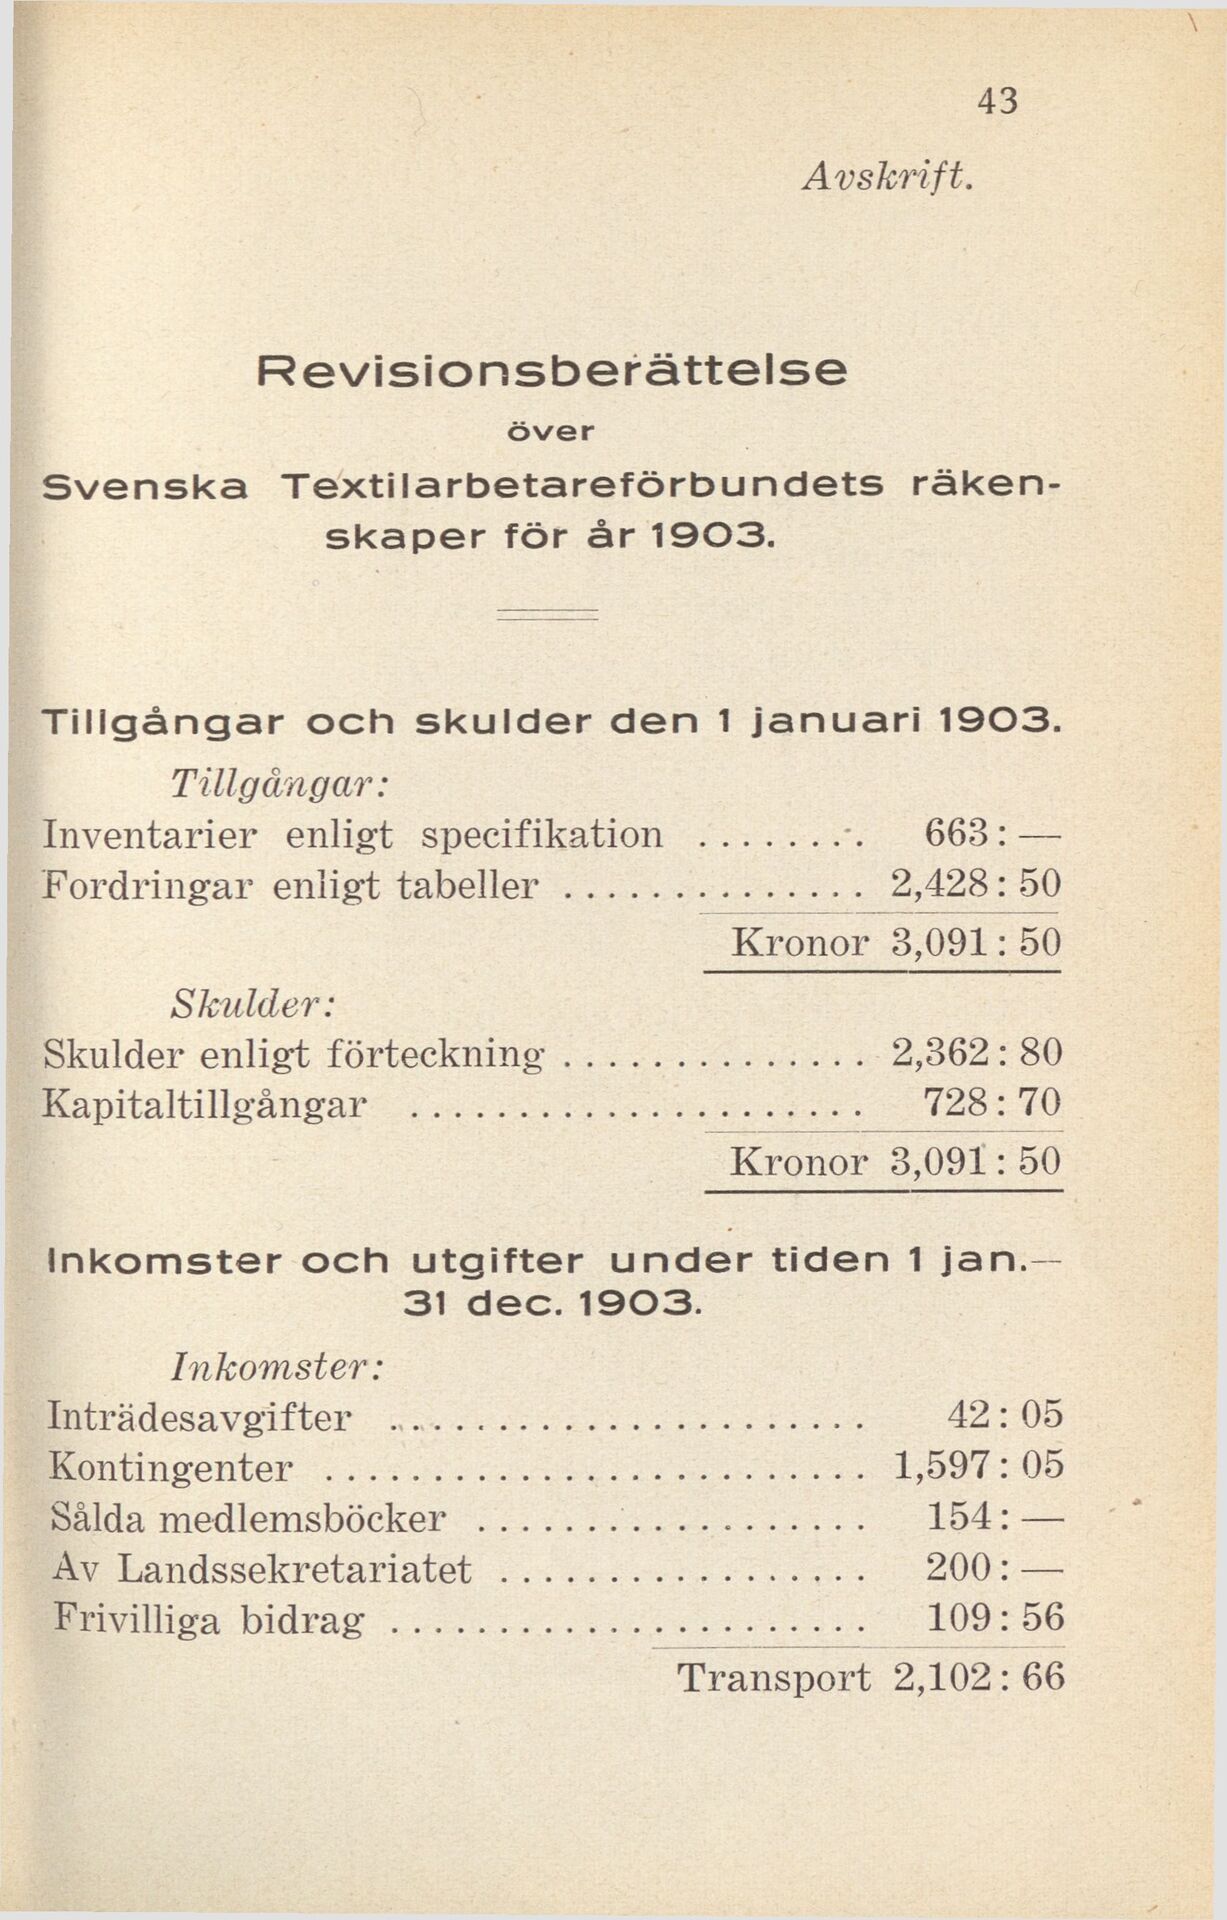 43
Avskrift.
Revisionsberättelse
över
Svenska Textilarbetareförbundets räken-
skaper för år 1903.
Tillgångar och skulder den 1 januari 1903.
Tillgångar:
Inventarier enligt specifikation ........ 663: —
Fordringar enligt tabeller .............. 2,428: 50
Kronor 3,091: 50
Skulder:
Skulder enligt förteckning .............. 2,362: 80
Kapitaltillgångar ..................... 728: 70
Kronor 3,091: 50
Inkomster och utgifter under tiden 1 jan.—
31 dec. 1903.
Inkomster:
Inträdesavgifter ...................... 42: 05
Kontingenter ......................... 1,597: 05
Sålda medlemsböcker .................. 154: —
Av Landssekretariatet ................. 200: —
Frivilliga bidrag ...................... 109: 56
Transport 2,102: 66